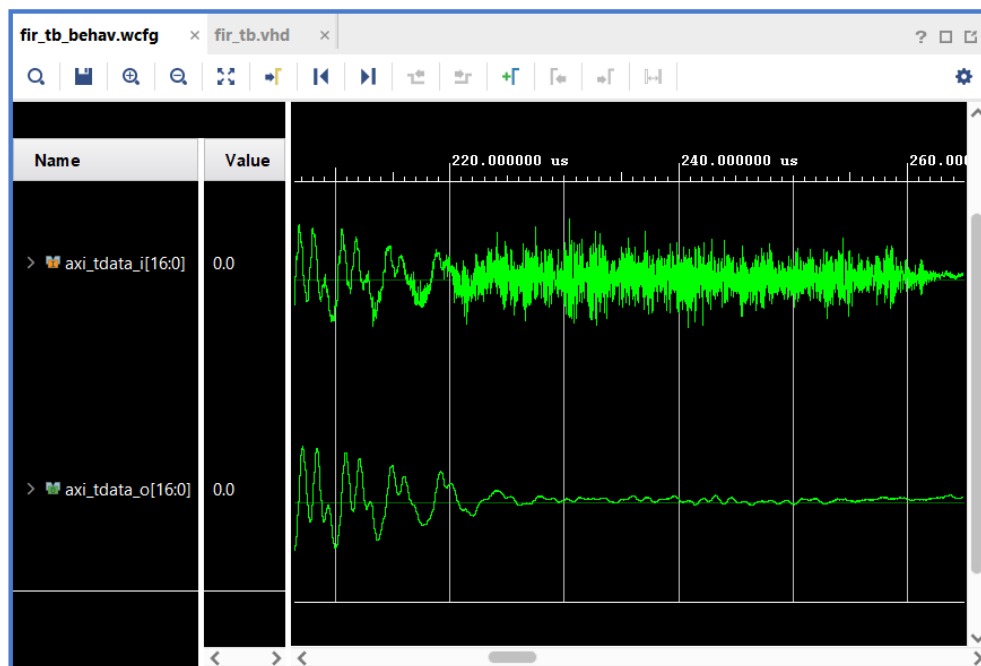 fir_tb_behav.wcfg × fir_tb.vhd ×
?
Name Value
220.000000 us 240.000000 us 260.00
axi_tdata_i[16:0] 0.0
axi_tdata_o[16:0] 0.0